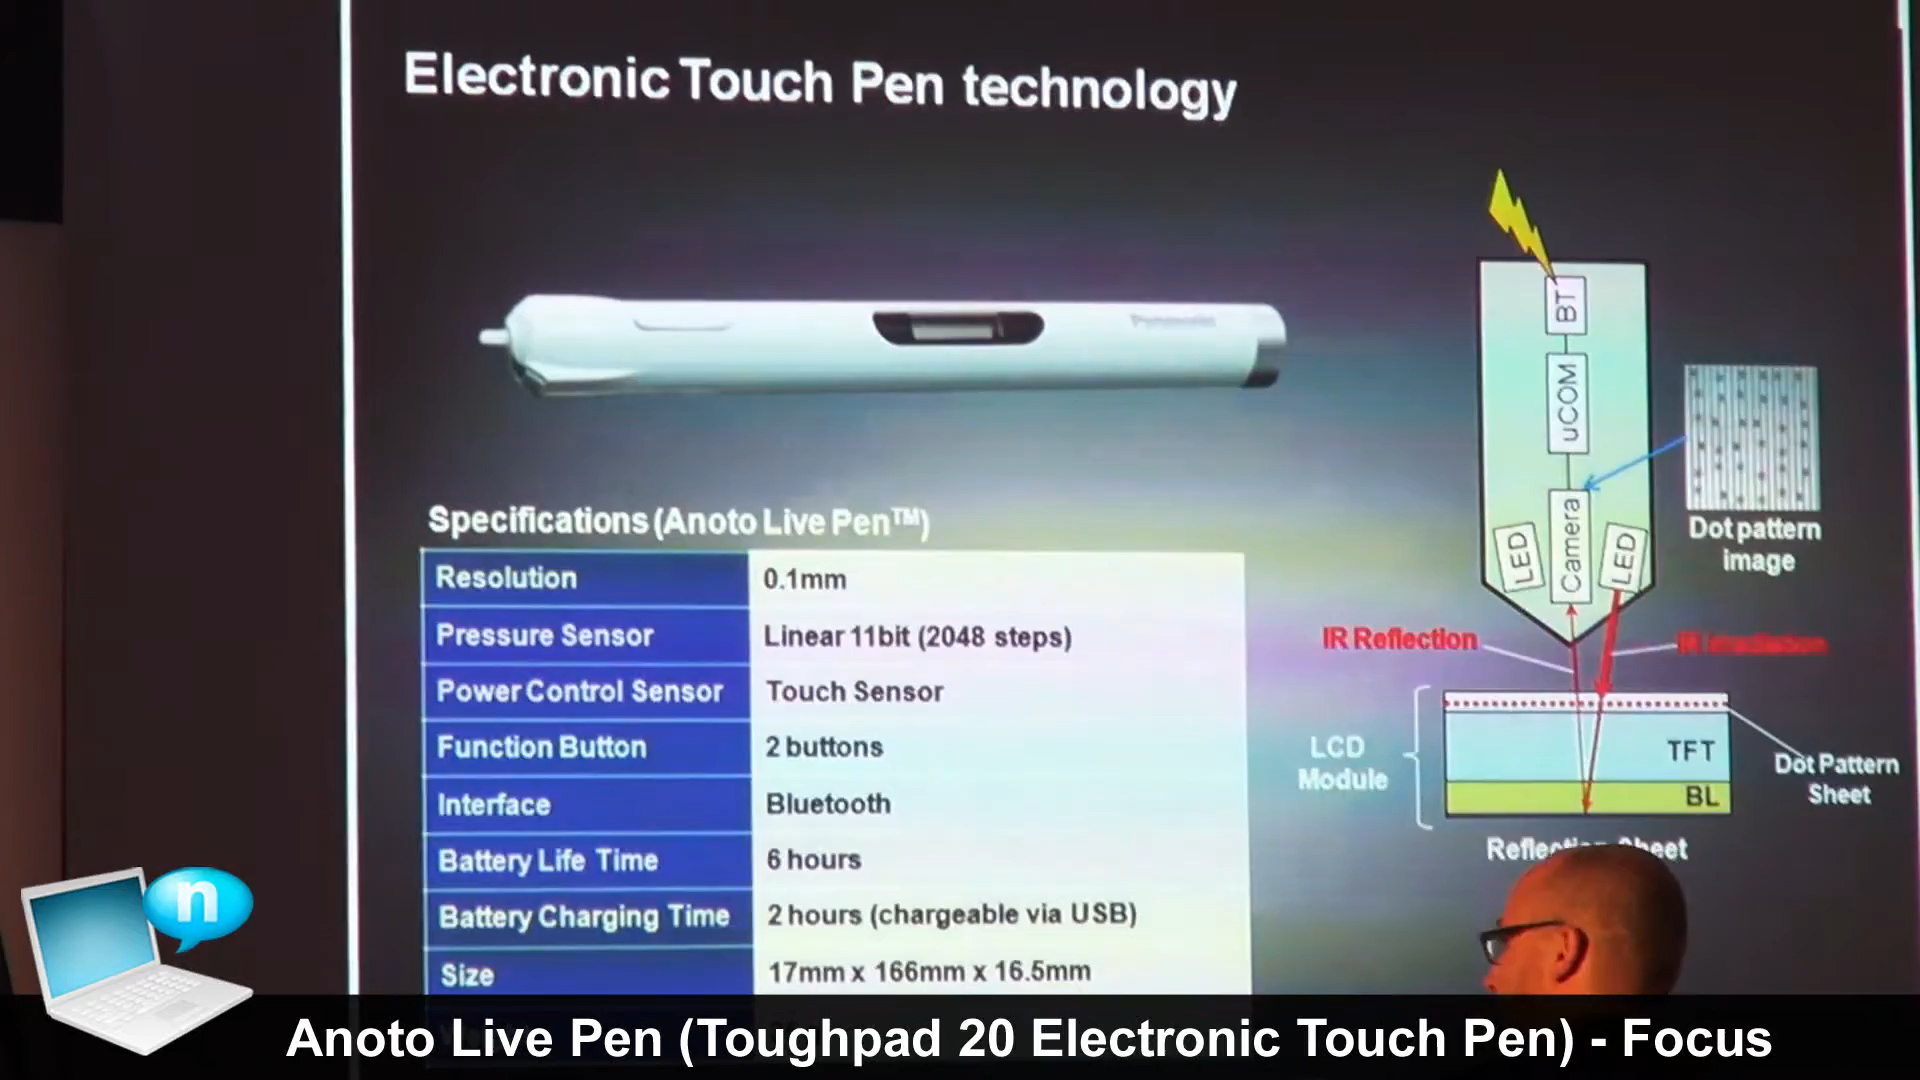 Electronic Touch Pen technology
Panasonic
Specifications (Anoto Live Pen™)
Resolution 0.1mm
Pressure Sensor Linear 11bit (2048 steps)
Power Control Sensor Touch Sensor
Function Button 2 buttons
Interface Bluetooth
Battery Life Time 6 hours
Battery Charging Time 2 hours (chargeable via USB)
Size 17mm x 166mm x 16.5mm
BT
uCOM
Camera
LED
LED
Dot pattern
image
IR Reflection
IR Irradiation
LCD
Module
TFT
BL
Dot Pattern
Sheet
n
Anoto Live Pen (Toughpad 20 Electronic Touch Pen) - Focus